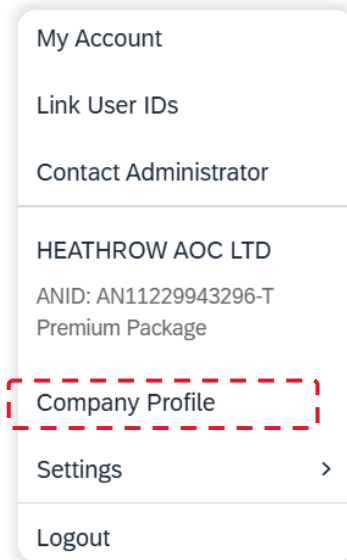 My Account
Link User IDs
Contact Administrator
HEATHROW AOC LTD
ANID: AN11229943296-T
Premium Package
Company Profile
Settings
Logout